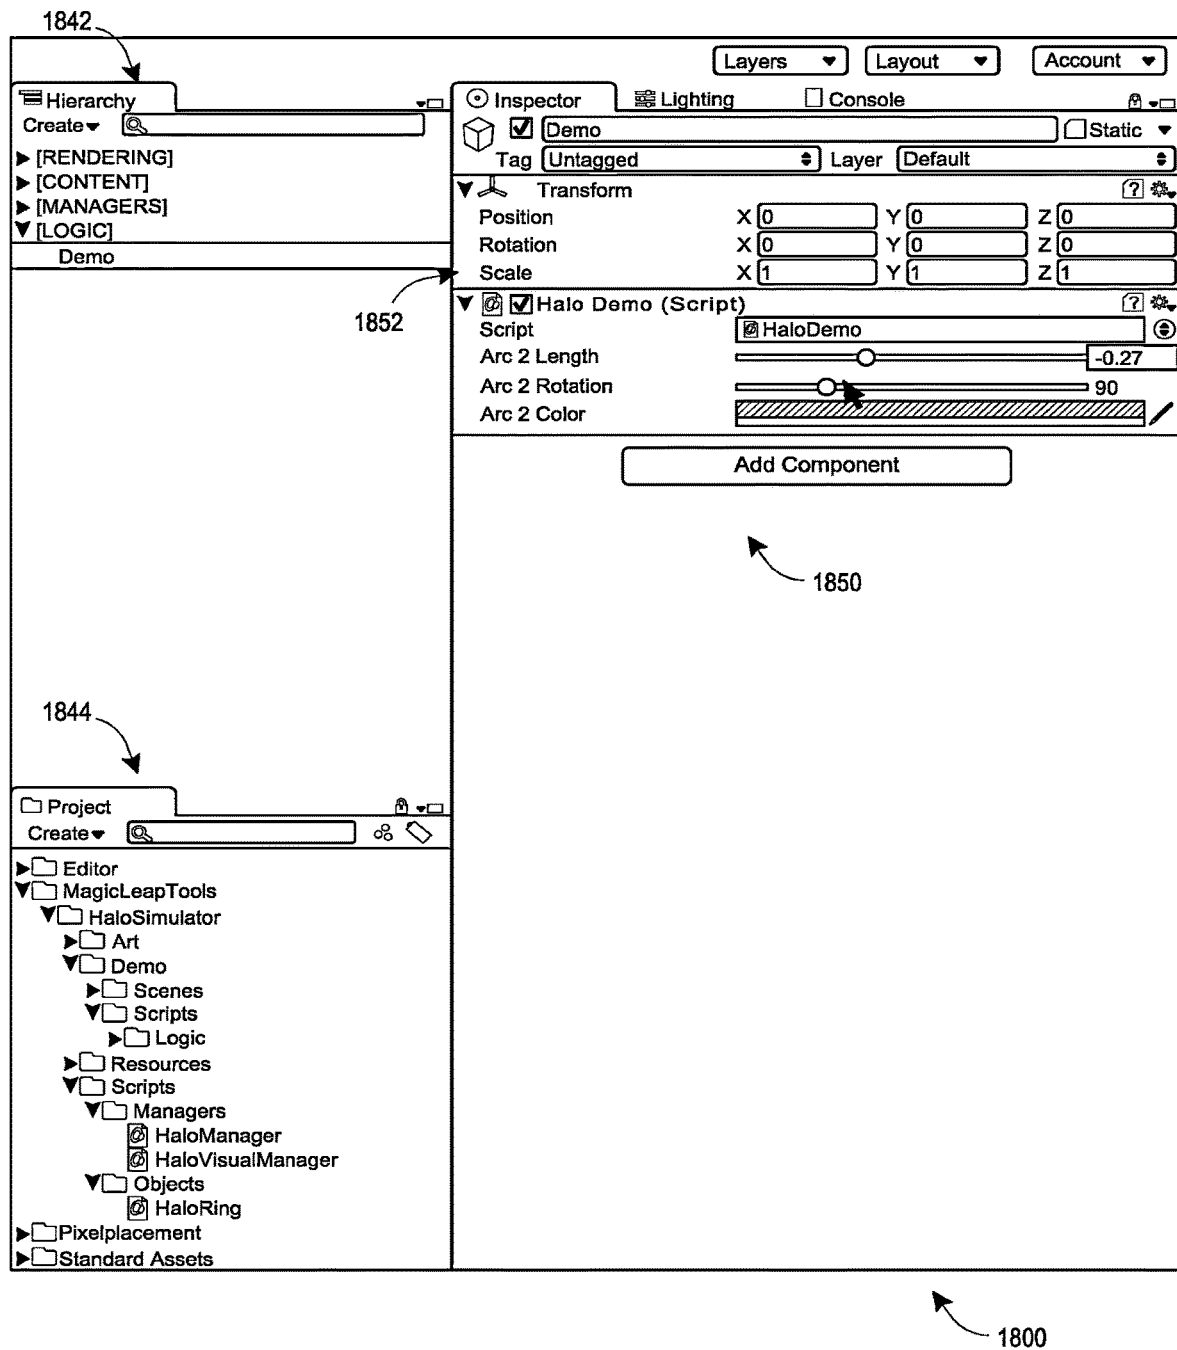 1842
Layers Layout Account
Hierarchy
Create
[RENDERING]
[CONTENT]
[MANAGERS]
[LOGIC]
Demo
Inspector Lighting Console
Demo Static
Tag Untagged Layer Default
Transform ?
Position X 0 Y 0 Z 0
Rotation X 0 Y 0 Z 0
Scale X 1 Y 1 Z 1
1852
Halo Demo (Script) ?
Script HaloDemo
Arc 2 Length -0.27
Arc 2 Rotation 90
Arc 2 Color
Add Component
1850
1844
Project
Create
Editor
MagicLeapTools
HaloSimulator
Art
Demo
Scenes
Scripts
Logic
Resources
Scripts
Managers
HaloManager
HaloVisualManager
Objects
HaloRing
Pixelplacement
Standard Assets
1800